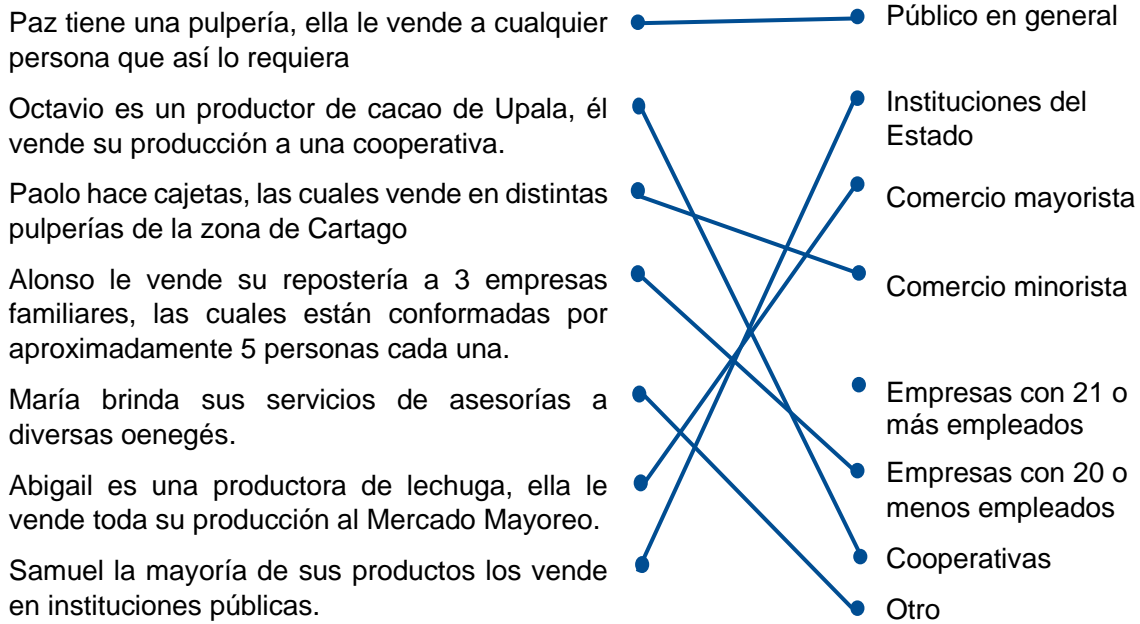 Paz tiene una pulpería, ella le vende a cualquier
persona que así lo requiera
Octavio es un productor de cacao de Upala, él
vende su producción a una cooperativa.
Paolo hace cajetas, las cuales vende en distintas
pulperías de la zona de Cartago
Alonso le vende su repostería a 3 empresas
familiares, las cuales están conformadas por
aproximadamente 5 personas cada una.
María brinda sus servicios de asesorías a
diversas oenegés.
Abigail es una productora de lechuga, ella le
vende toda su producción al Mercado Mayoreo.
Samuel la mayoría de sus productos los vende
en instituciones públicas.
Público en general
Instituciones del
Estado
Comercio mayorista
Comercio minorista
Empresas con 21 o
más empleados
Empresas con 20 o
menos empleados
Cooperativas
Otro